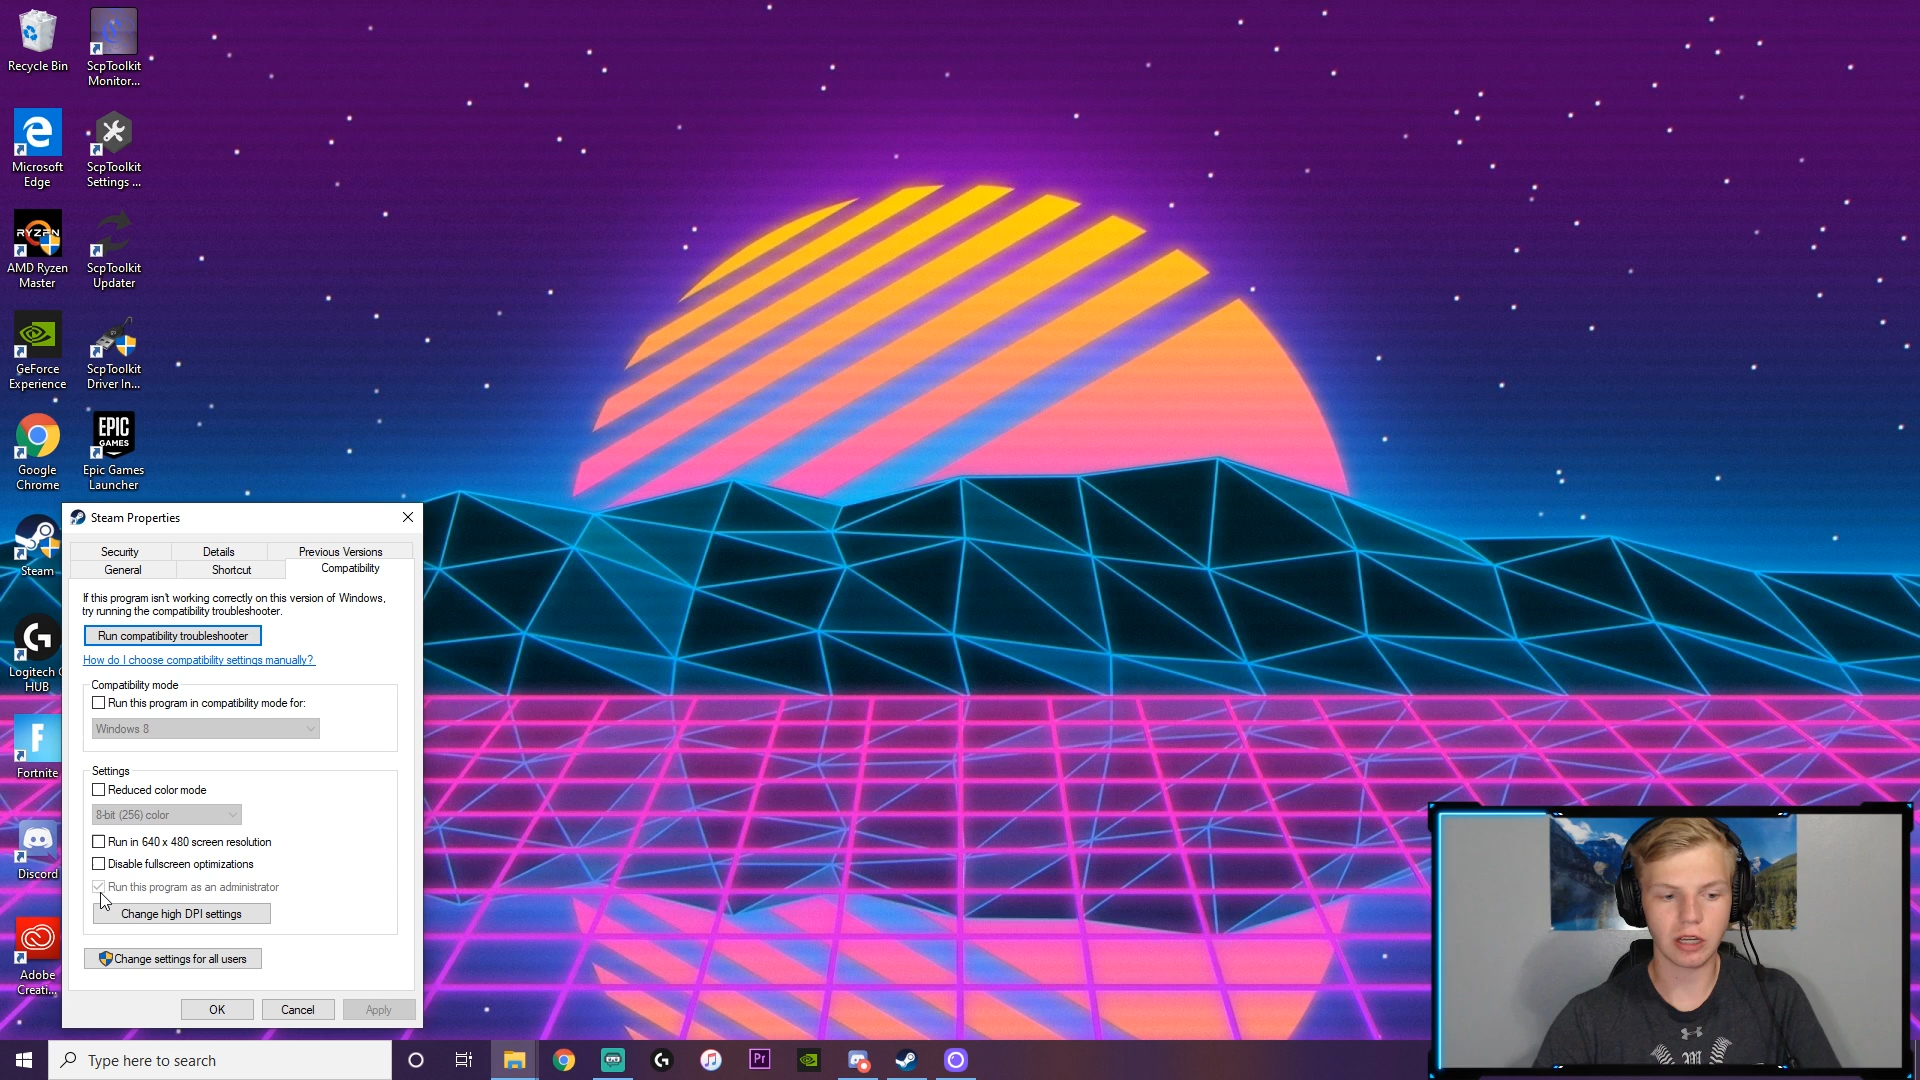 Recycle Bin
ScpToolkit
Monitor...
Microsoft
Edge
ScpToolkit
Settings ...
RYZEN
AMD Ryzen
Master
ScpToolkit
Updater
GeForce
Experience
ScpToolkit
Driver In...
Google
Chrome
EPIC
GAMES
Epic Games
Launcher
Steam
Logitech G
HUB
Fortnite
Discord
Adobe
Creati...
Steam Properties
Security
Details
Previous Versions
General
Shortcut
Compatibility
If this program isn't working correctly on this version of Windows,
try running the compatibility troubleshooter.
Run compatibility troubleshooter
How do I choose compatibility settings manually?
Compatibility mode
Run this program in compatibility mode for:
Windows 8
Settings
Reduced color mode
8-bit (256) color
Run in 640 x 480 screen resolution
Disable fullscreen optimizations
Run this program as an administrator
Change high DPI settings
Change settings for all users
OK
Cancel
Apply
Type here to search
Pr